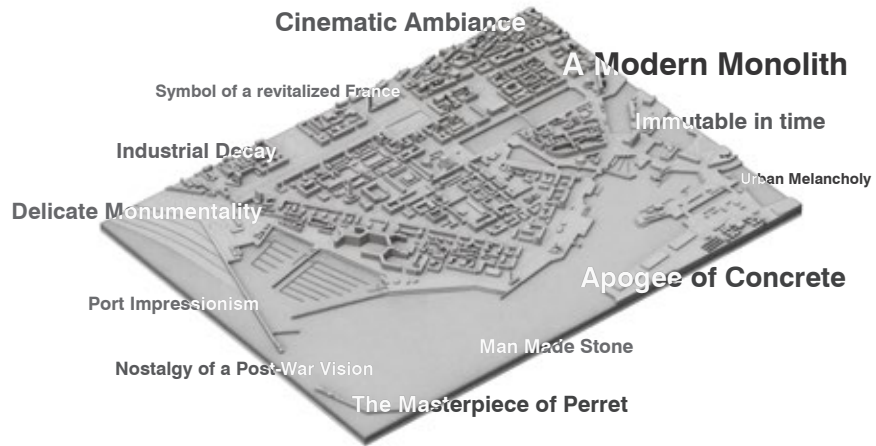 Cinematic Ambiance
A Modern Monolith
Symbol of a revitalized France
Immutable in time
Industrial Decay
Urban Melancholy
Delicate Monumentality
Apogee of Concrete
Port Impressionism
Man Made Stone
Nostalgy of a Post-War Vision
The Masterpiece of Perret